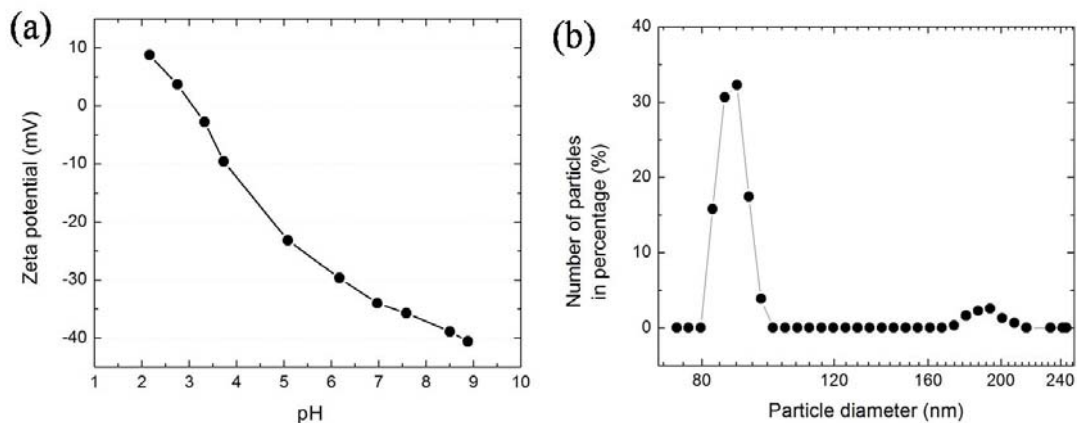 (a)
10
0
-10
-20
-30
-40
Zeta potential (mV)
1 2 3 4 5 6 7 8 9 10
pH
(b)
40
30
20
10
0
Number of particles
in percentage (%)
80 120 160 200 240
Particle diameter (nm)